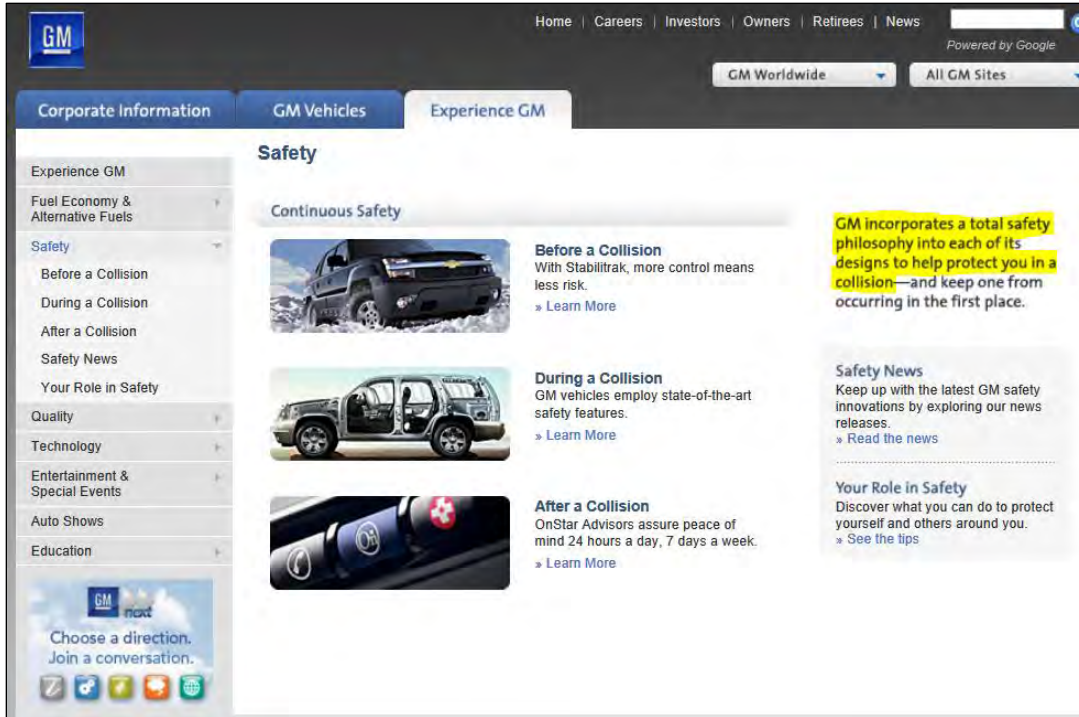 GM
Home | Careers | Investors | Owners | Retirees | News
Powered by Google
GM Worldwide
All GM Sites
Corporate Information
GM Vehicles
Experience GM
Experience GM
Fuel Economy &
Alternative Fuels
Safety
Before a Collision
During a Collision
After a Collision
Safety News
Your Role in Safety
Quality
Technology
Entertainment &
Special Events
Auto Shows
Education
GM next
Choose a direction.
Join a conversation.
Safety
Continuous Safety
Before a Collision
With Stabilitrak, more control means
less risk.
» Learn More
During a Collision
GM vehicles employ state-of-the-art
safety features.
» Learn More
After a Collision
OnStar Advisors assure peace of
mind 24 hours a day, 7 days a week.
» Learn More
GM incorporates a total safety
philosophy into each of its
designs to help protect you in a
collision—and keep one from
occurring in the first place.
Safety News
Keep up with the latest GM safety
innovations by exploring our news
releases.
» Read the news
Your Role in Safety
Discover what you can do to protect
yourself and others around you.
» See the tips